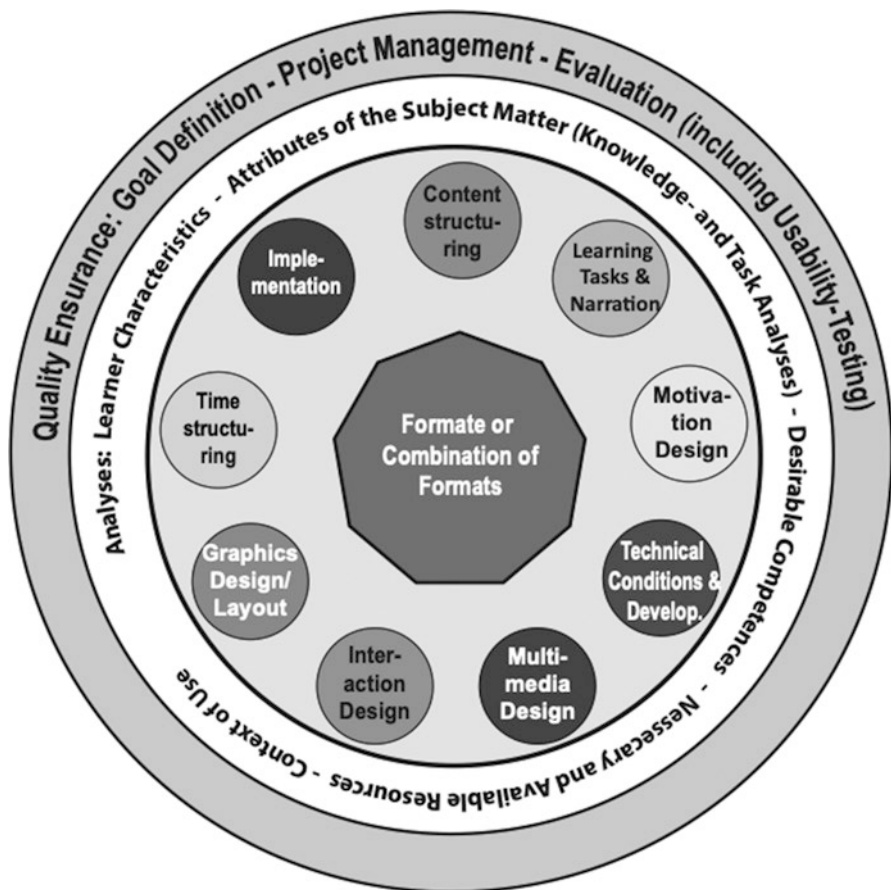 Quality Ensurance: Goal Definition - Project Management - Evaluation (including Usability-Testing)
Analyses: Learner Characteristics - Attributes of the Subject Matter (Knowledge- and Task Analyses) - Desirable Competences - Nessecary and Available Resources - Context of Use
Content
structu-
ring
Learning
Tasks &
Narration
Motiva-
tion
Design
Technical
Conditions &
Develop.
Multi-
media
Design
Inter-
action
Design
Graphics
Design/
Layout
Time
structu-
ring
Imple-
mentation
Formate or
Combination of
Formats